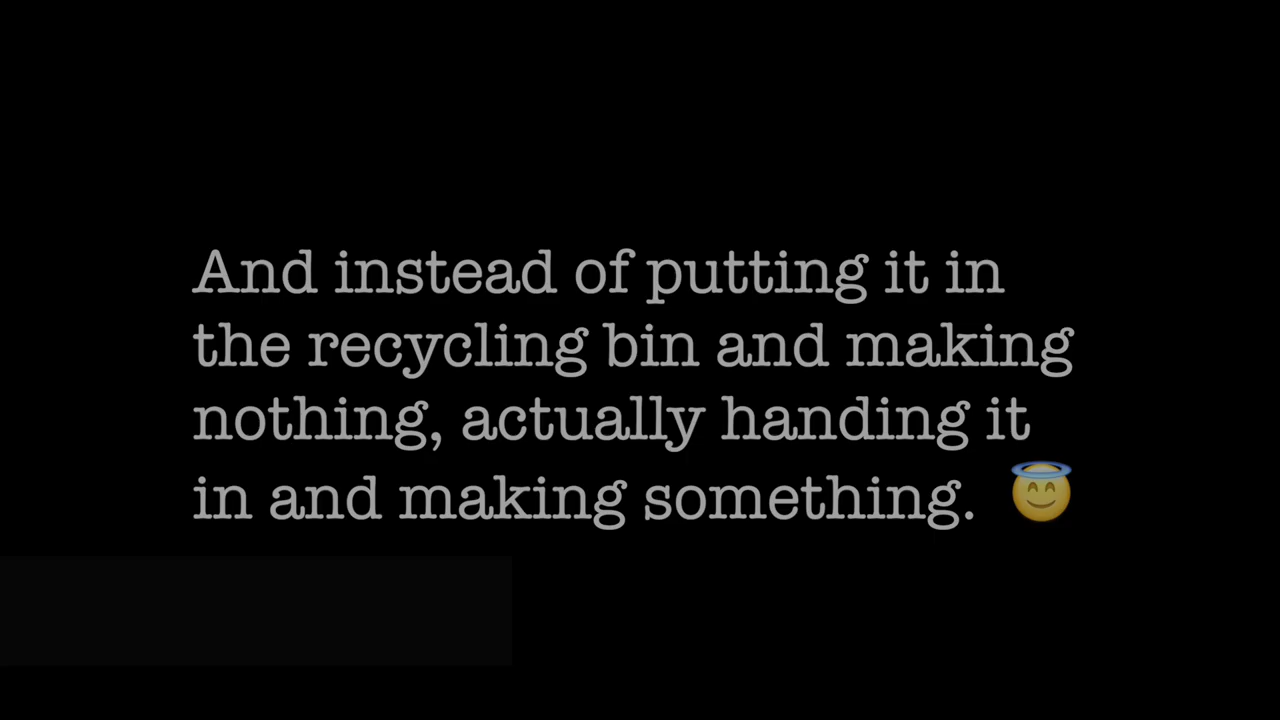 And instead of putting it in
the recycling bin and making
nothing, actually handing it
in and making something. 😇